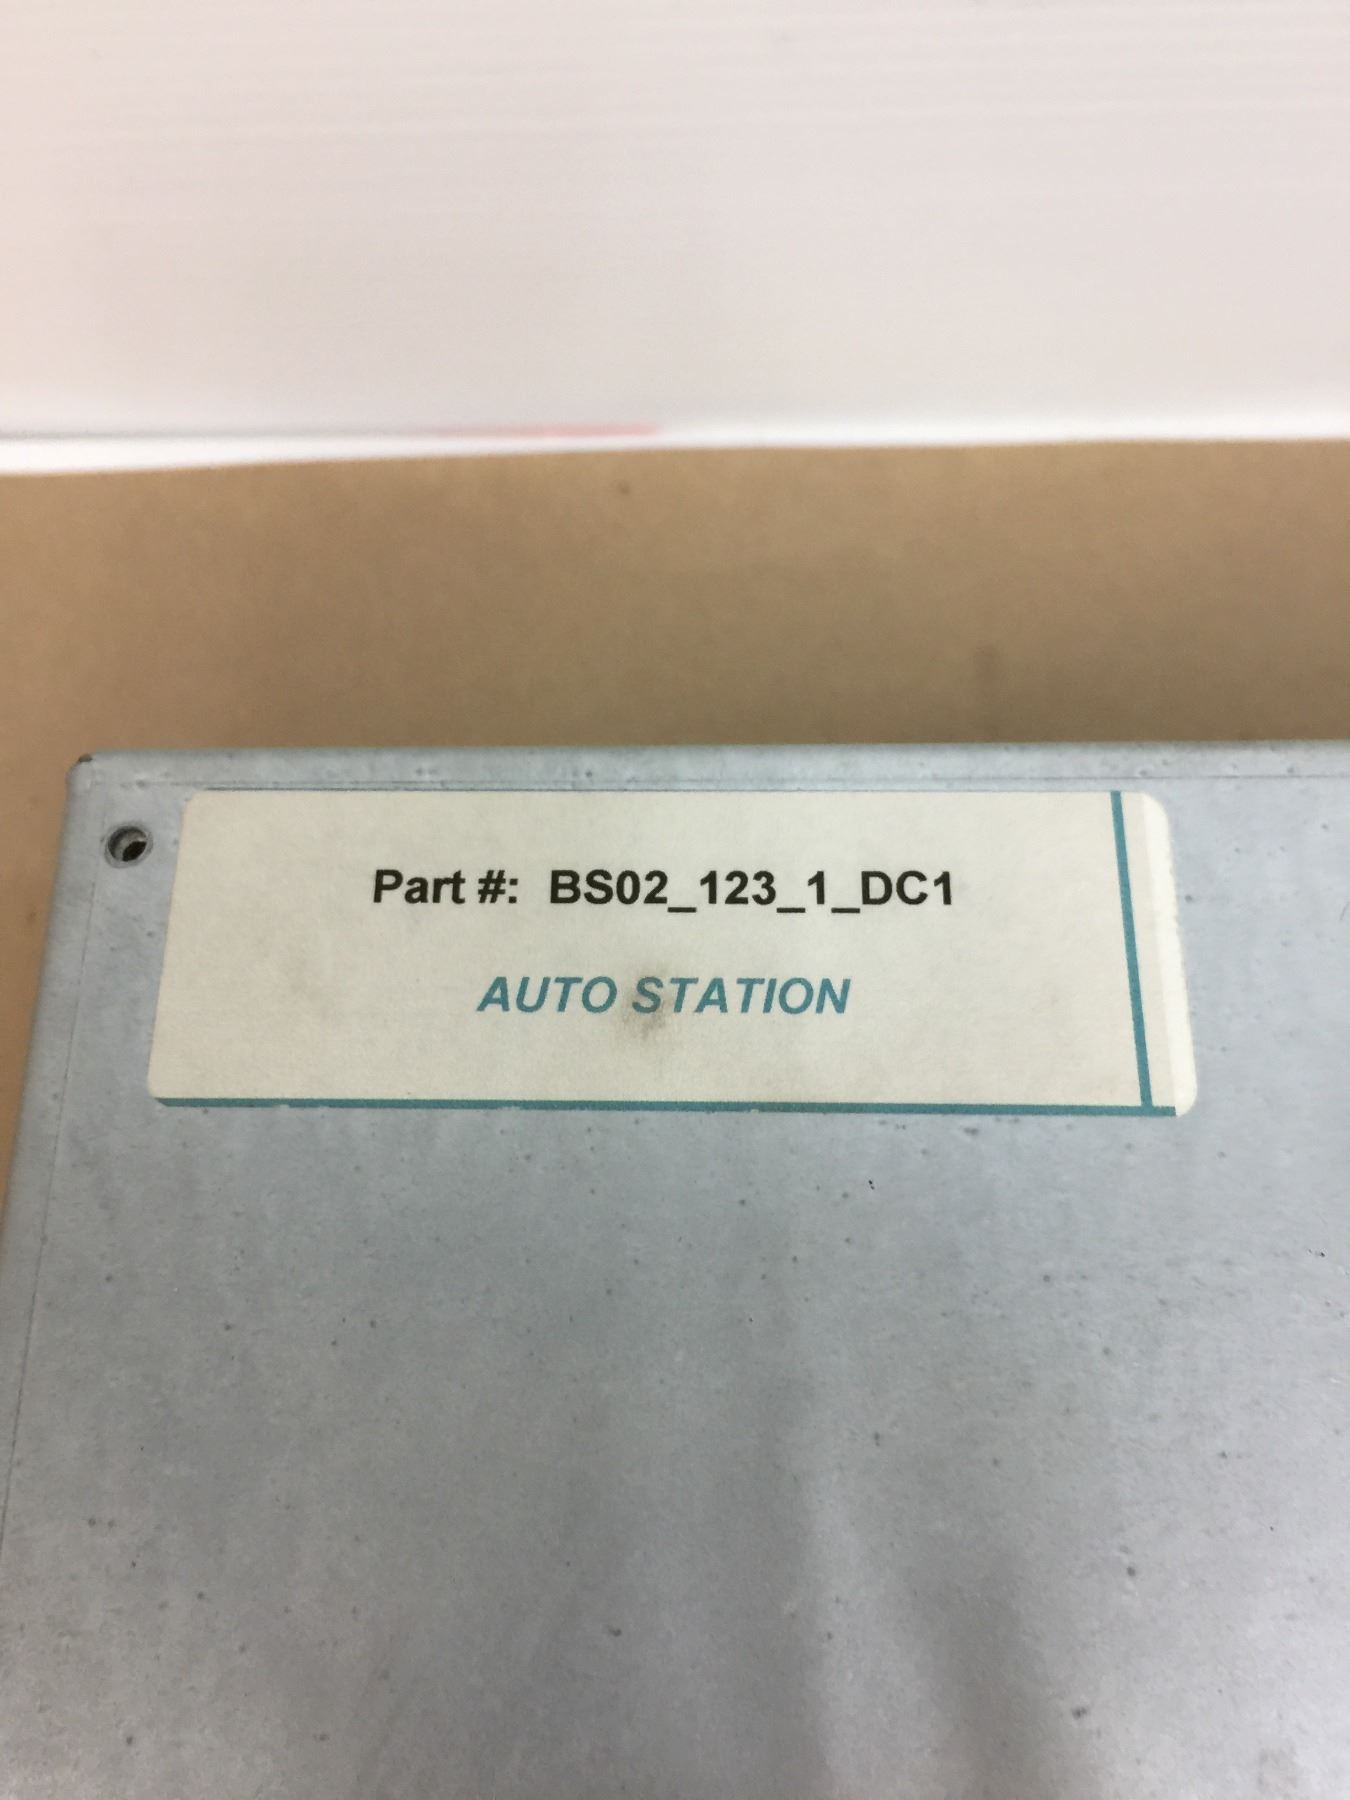 Part #: BS02_123_1_DC1
AUTO STATION